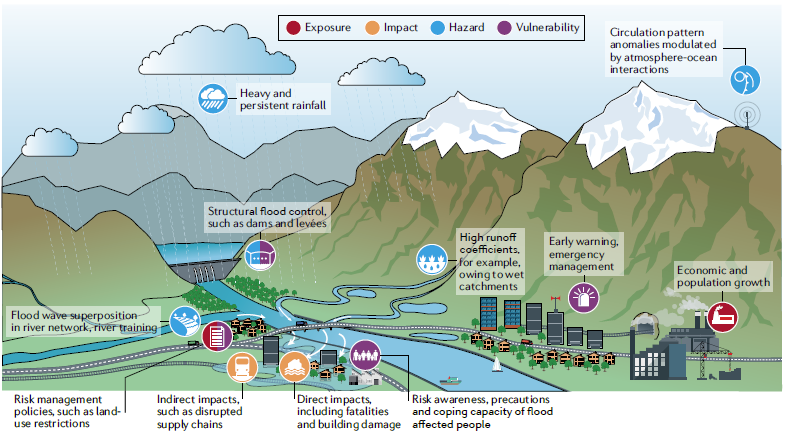 Exposure
Impact
Hazard
Vulnerability
Circulation pattern
anomalies modulated
by atmosphere-ocean
interactions
Heavy and
persistent rainfall
Structural flood control,
such as dams and levées
High runoff
coefficients,
for example,
owing to wet
catchments
Early warning,
emergency
management
Economic and
population growth
Flood wave superposition
in river network, river training
Risk management
policies, such as land-
use restrictions
Indirect impacts,
such as disrupted
supply chains
Direct impacts,
including fatalities
and building damage
Risk awareness, precautions
and coping capacity of flood
affected people